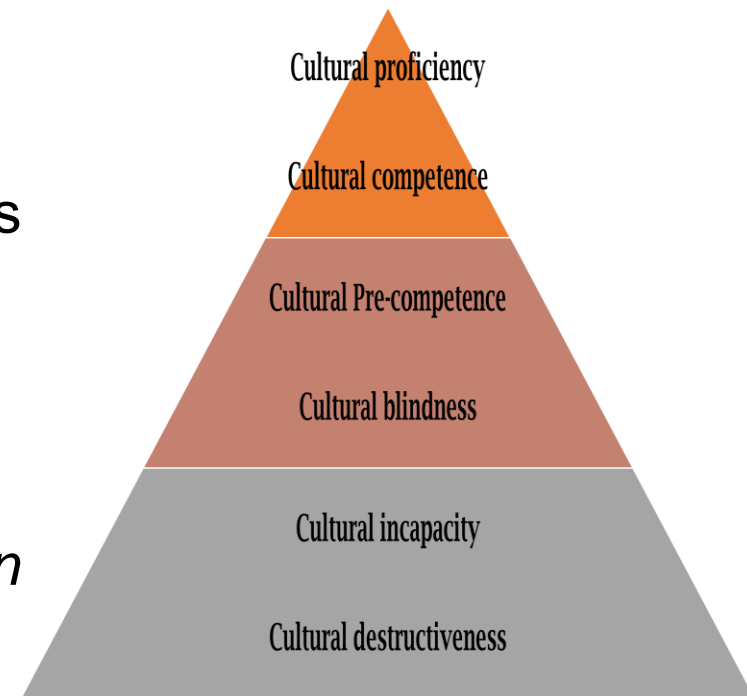 Cultural proficiency
Cultural competence
s
Cultural Pre-competence
Cultural blindness
Cultural incapacity
n
Cultural destructiveness